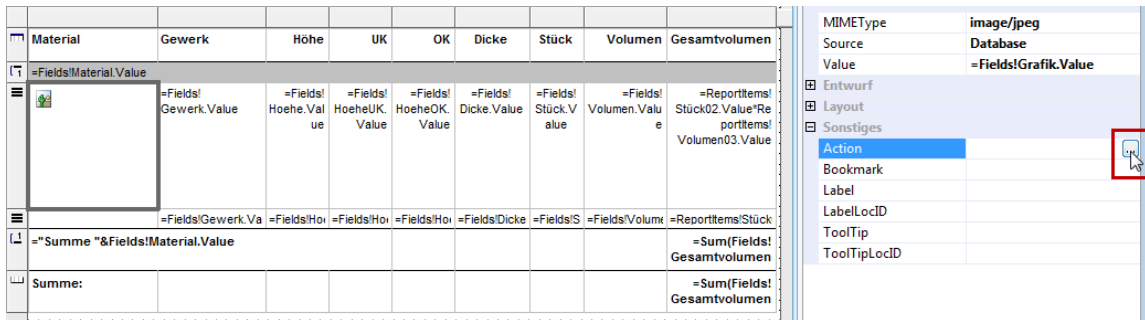 Material Gewerk Höhe UK OK Dicke Stück Volumen Gesamtvolumen
=Fields!Material.Value
=Fields! =Fields! =Fields! =Fields! =Fields! =Fields! =Fields! =ReportItems!
Gewerk.Value Hoehe.Val HoeheUK. HoeheOK. Dicke.Value Stück.V Volumen.Valu Stück02.Value*Re
ue Value Value alue e portItems!
Volumen03.Value
=Fields!Gewerk.Va =Fields!Hoe =Fields!Hoe =Fields!Hoe =Fields!Dicke =Fields!S =Fields!Volume =ReportItems!Stück
="Summe "&Fields!Material.Value =Sum(Fields!
Gesamtvolumen
Summe: =Sum(Fields!
Gesamtvolumen
MIMEType image/jpeg
Source Database
Value =Fields!Grafik.Value
Entwurf
Layout
Sonstiges
Action ...
Bookmark
Label
LabelLocID
ToolTip
ToolTipLocID